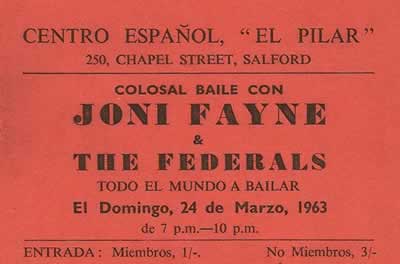 CENTRO ESPAÑOL, "EL PILAR"
250, CHAPEL STREET, SALFORD
COLOSAL BAILE CON
JONI FAYNE
&
THE FEDERALS
TODO EL MUNDO A BAILAR
El Domingo, 24 de Marzo, 1963
de 7 p.m.—10 p.m.
ENTRADA: Miembros, 1/-. No Miembros, 3/-